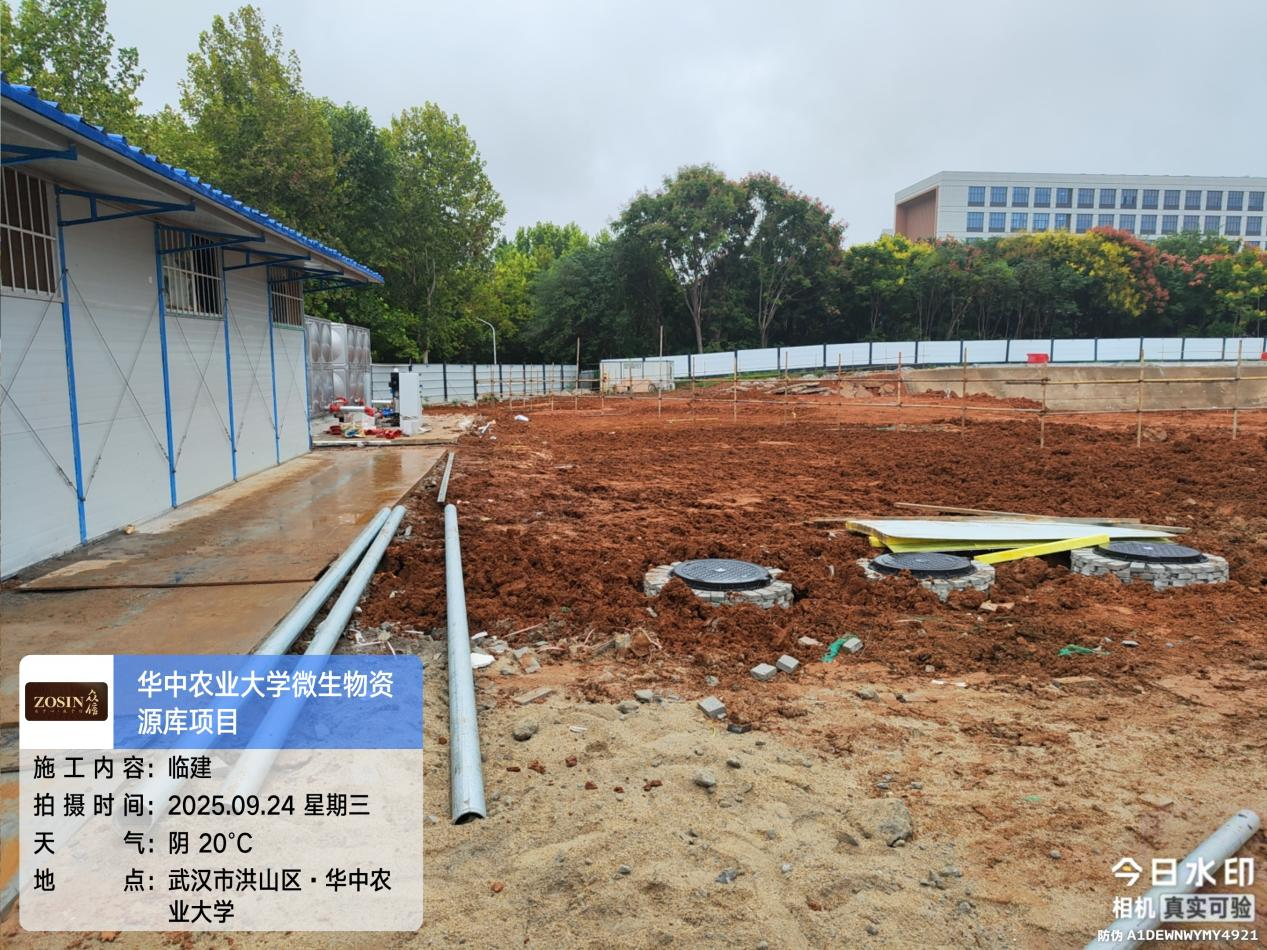 华中农业大学微生物资
源库项目
ZOSIN 众信
施工内容：临建
拍摄时间：2025.09.24 星期三
天气：阴 20°C
地点：武汉市洪山区·华中农
业大学
今日水印
相机 真实可验
防伪 A1DEWNWYMY4921